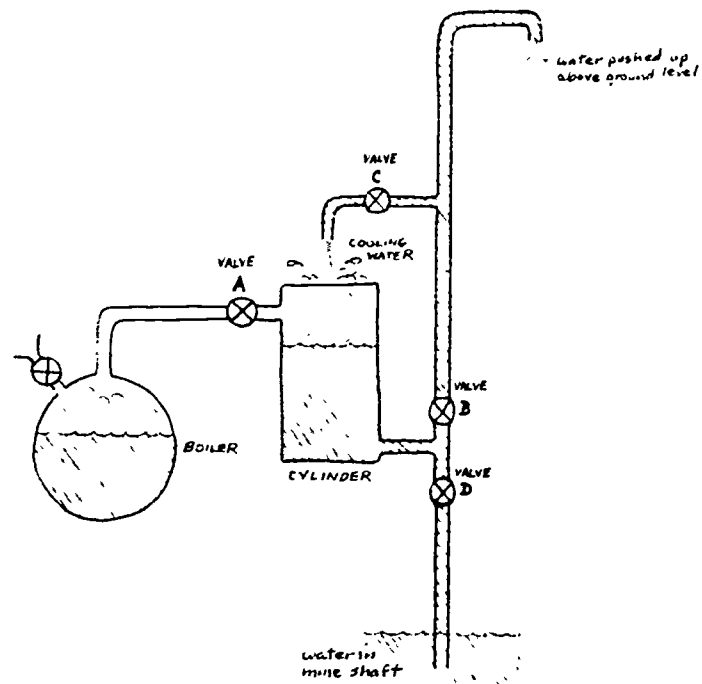 water pushed up
above ground level
VALVE
C
COOLING
WATER
VALVE
A
VALVE
B
BOILER
CYLINDER
VALVE
D
water in
mine shaft